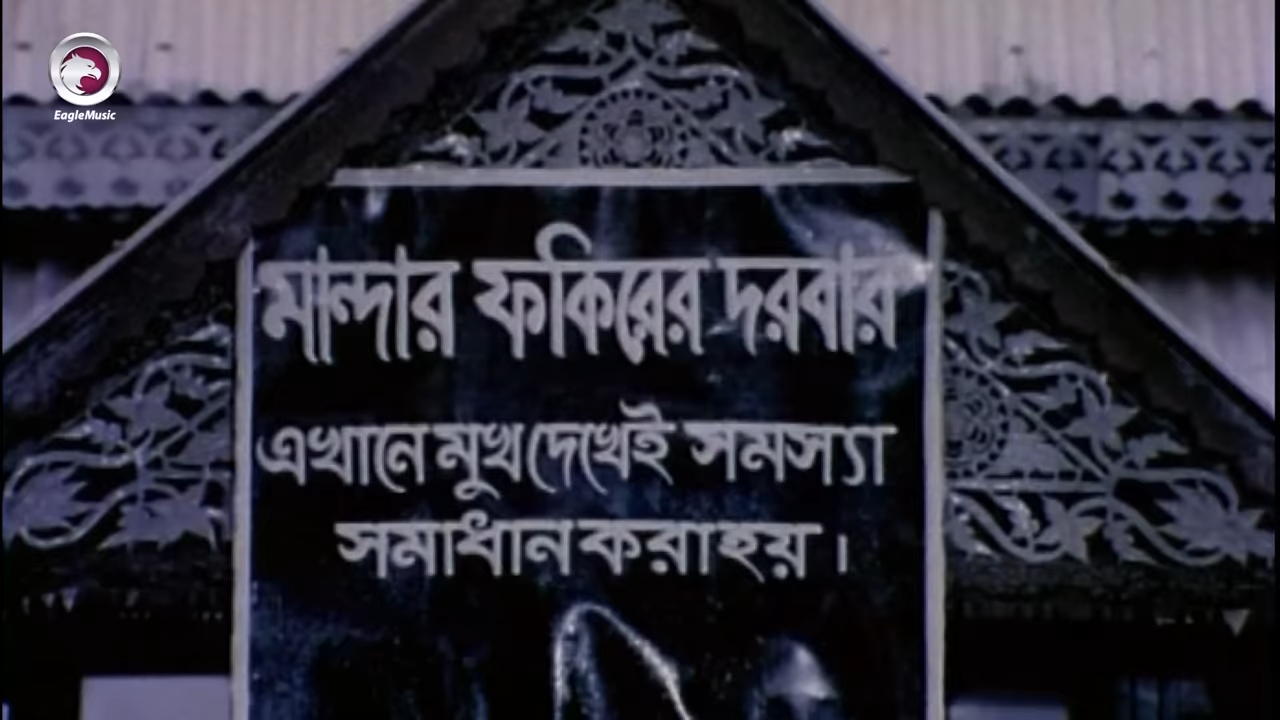 EagleMusic
মান্দার ফকিরের দরবার
এখানে মুখ দেখেই সমস্যা
সমাধান করা হয়।